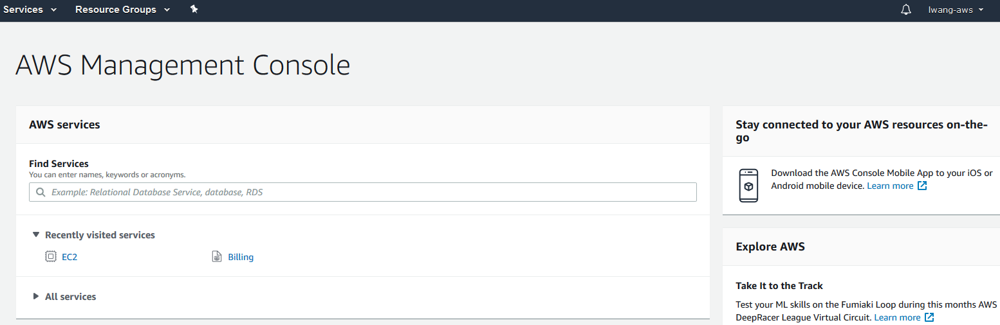 Services Resource Groups lwang-aws
AWS Management Console
AWS services
Find Services
You can enter names, keywords or acronyms.
Example: Relational Database Service, database, RDS
Recently visited services
EC2 Billing
All services
Stay connected to your AWS resources on-the-
go
Download the AWS Console Mobile App to your iOS or
Android mobile device. Learn more
Explore AWS
Take It to the Track
Test your ML skills on the Fumiaki Loop during this months AWS
DeepRacer League Virtual Circuit. Learn more